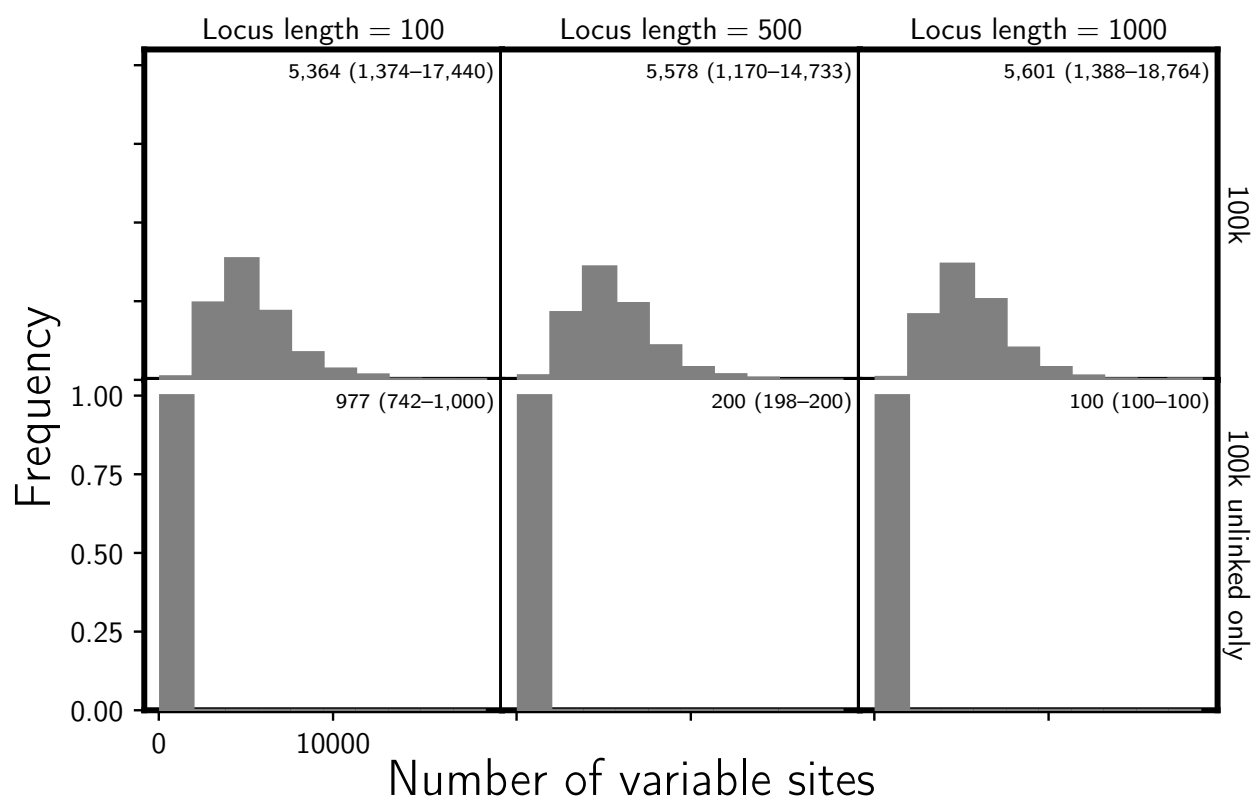 Locus length = 100
Locus length = 500
Locus length = 1000
5,364 (1,374–17,440)
5,578 (1,170–14,733)
5,601 (1,388–18,764)
100k
Frequency
1.00
0.75
0.50
0.25
0.00
977 (742–1,000)
200 (198–200)
100 (100–100)
100k unlinked only
0
10000
Number of variable sites